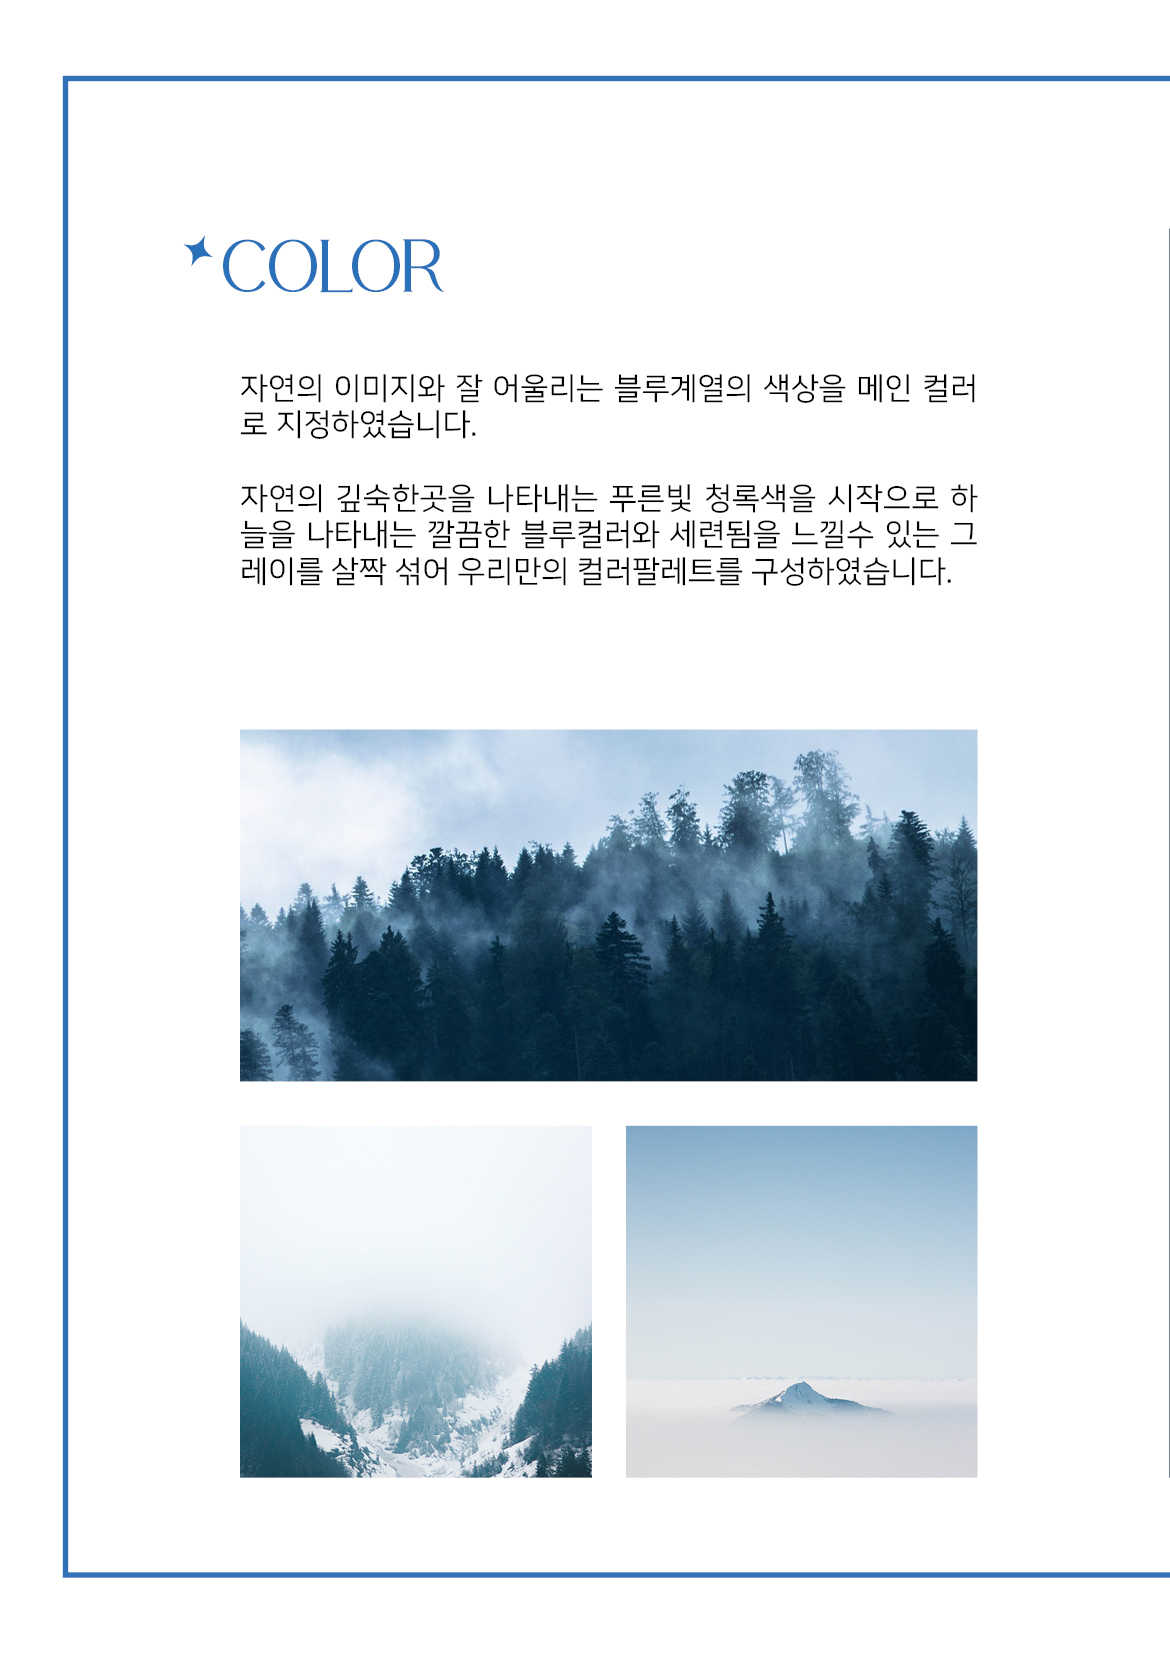 COLOR
자연의 이미지와 잘 어울리는 블루계열의 색상을 메인 컬러
로 지정하였습니다.
자연의 깊숙한곳을 나타내는 푸른빛 청록색을 시작으로 하
늘을 나타내는 깔끔한 블루컬러와 세련됨을 느낄수 있는 그
레이를 살짝 섞어 우리만의 컬러팔레트를 구성하였습니다.